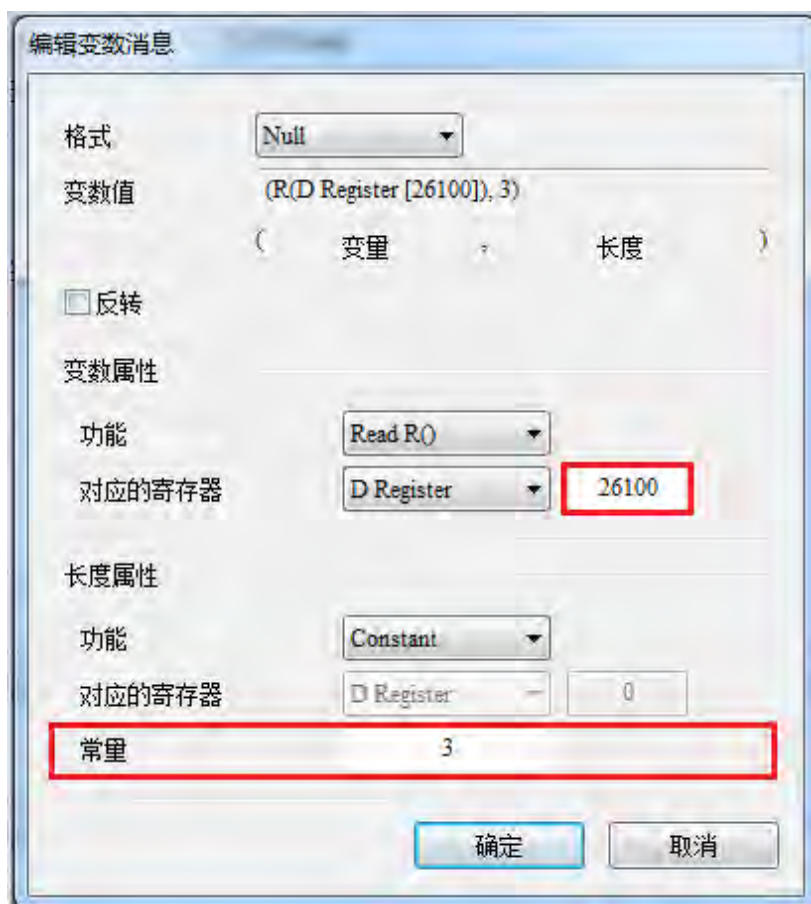 编辑变数消息
格式 Null
变数值 (R(D Register [26100]), 3)
( 变量 , 长度 )
反转
变数属性
功能 Read R()
对应的寄存器 D Register 26100
长度属性
功能 Constant
对应的寄存器 D Register 0
常量 3
确定 取消